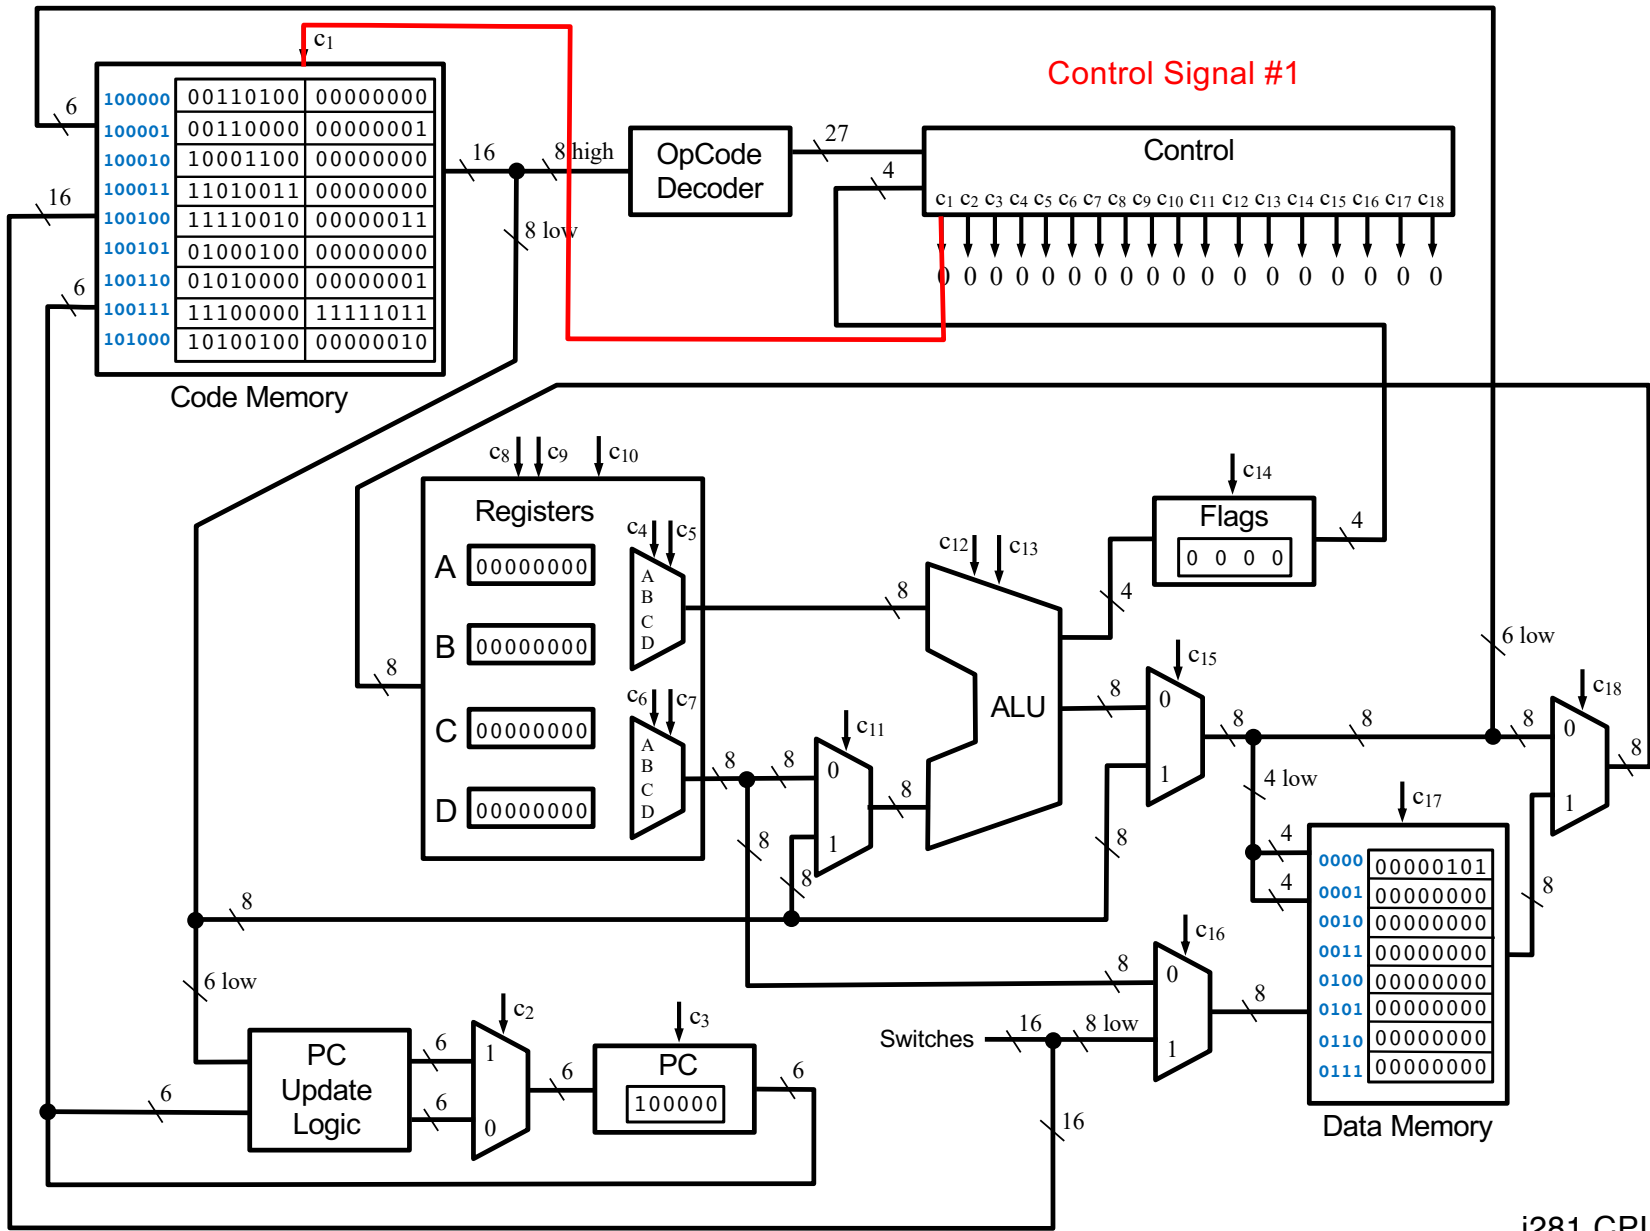 c1
Control Signal #1
6
100000 00110100 00000000
100001 00110000 00000001
100010 10001100 00000000
100011 11010011 00000000
100100 11110010 00000011
100101 01000100 00000000
100110 01010000 00000001
100111 11100000 11111011
101000 10100100 00000010
Code Memory
16
6
16
8 high
8 low
OpCode
Decoder
27
4
Control
c1 c2 c3 c4 c5 c6 c7 c8 c9 c10 c11 c12 c13 c14 c15 c16 c17 c18
0 0 0 0 0 0 0 0 0 0 0 0 0 0 0 0 0 0
c8 c9 c10
Registers
A 00000000
B 00000000
C 00000000
D 00000000
c4 c5
A
B
C
D
c6 c7
A
B
C
D
8
8
8
8
8
8
c11
0
1
8
8
c12 c13
ALU
4
8
c14
Flags
0 0 0 0
4
c15
0
1
8
8
8
6 low
8
c18
0
1
8
4 low
4
4
c17
0000 00000101
0001 00000000
0010 00000000
0011 00000000
0100 00000000
0101 00000000
0110 00000000
0111 00000000
Data Memory
8
c16
0
1
8
8
Switches
16
8 low
16
8
6 low
PC
Update
Logic
6
6
6
c2
1
0
6
c3
PC
100000
6
i281 CPU